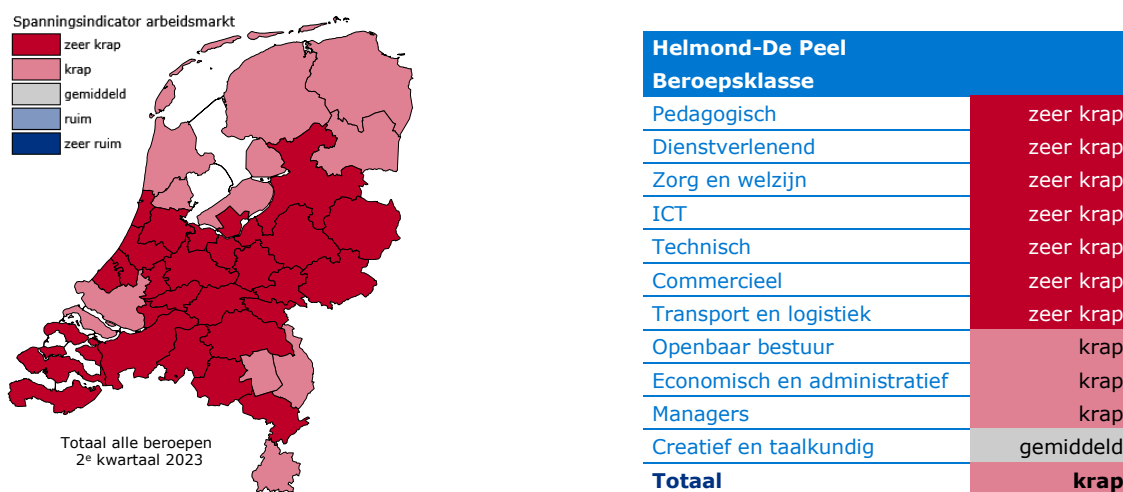 Spanningsindicator arbeidsmarkt
zeer krap
krap
gemiddeld
ruim
zeer ruim
Totaal alle beroepen
2e kwartaal 2023
Helmond-De Peel
Beroepsklasse
Pedagogisch zeer krap
Dienstverlenend zeer krap
Zorg en welzijn zeer krap
ICT zeer krap
Technisch zeer krap
Commercieel zeer krap
Transport en logistiek zeer krap
Openbaar bestuur krap
Economisch en administratief krap
Managers krap
Creatief en taalkundig gemiddeld
Totaal krap